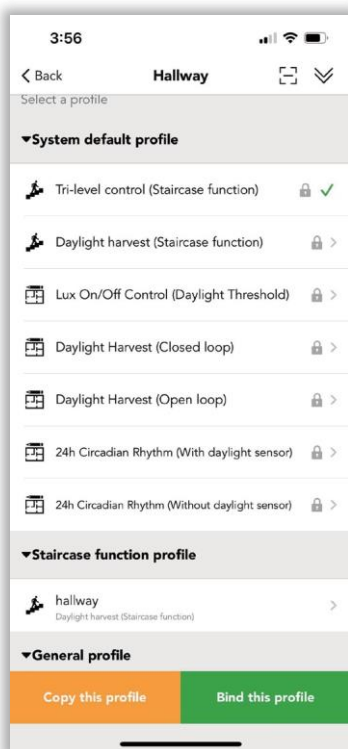 3:56
Back
Hallway
Select a profile
System default profile
Tri-level control (Staircase function)
Daylight harvest (Staircase function)
Lux On/Off Control (Daylight Threshold)
Daylight Harvest (Closed loop)
Daylight Harvest (Open loop)
24h Circadian Rhythm (With daylight sensor)
24h Circadian Rhythm (Without daylight sensor)
Staircase function profile
hallway
Daylight harvest (Staircase function)
General profile
Copy this profile
Bind this profile